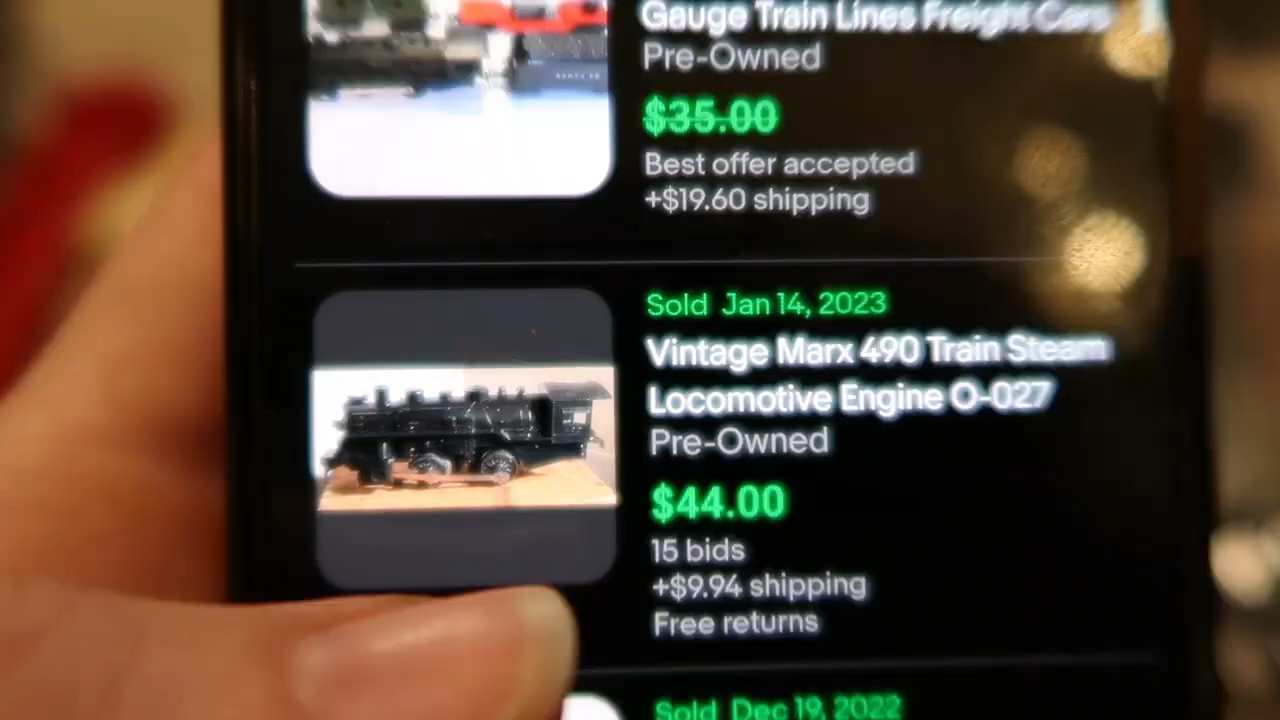 Gauge Train Lines Freight Cars
Pre-Owned
$35.00
Best offer accepted
+$19.60 shipping
SANTA FE
Sold Jan 14, 2023
Vintage Marx 490 Train Steam
Locomotive Engine O-027
Pre-Owned
$44.00
15 bids
+$9.94 shipping
Free returns
Sold Dec 19, 2022